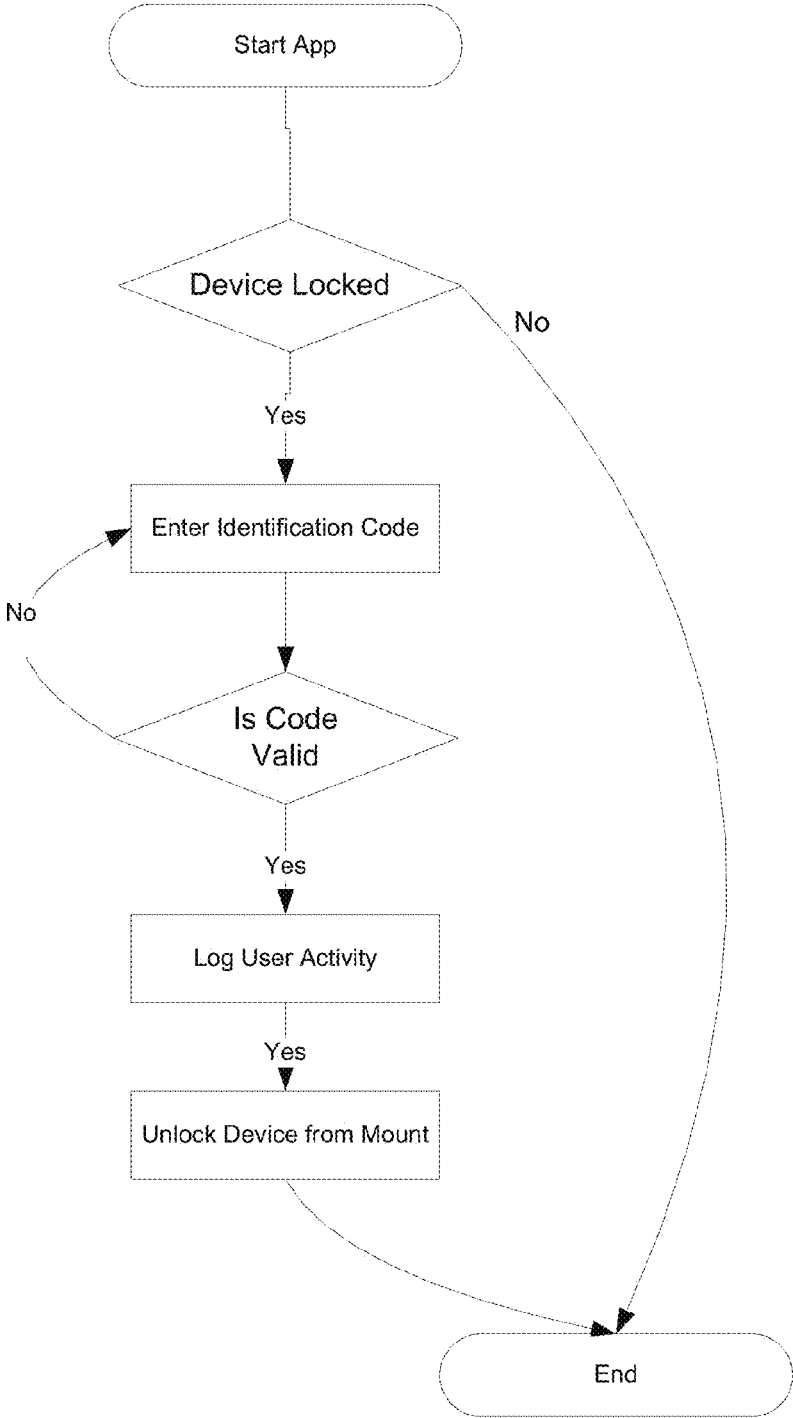 Start App
Device Locked
No
Yes
Enter Identification Code
No
Is Code
Valid
Yes
Log User Activity
Yes
Unlock Device from Mount
End